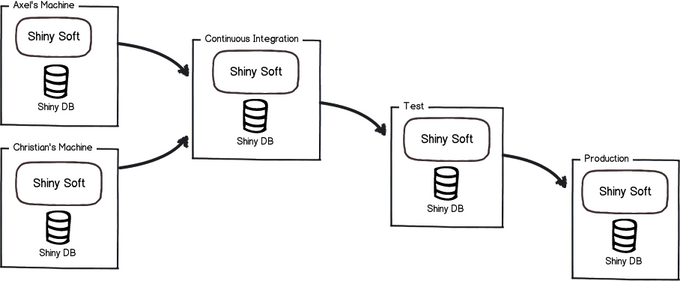 Axel's Machine
Shiny Soft
Shiny DB
Christian's Machine
Shiny Soft
Shiny DB
Continuous Integration
Shiny Soft
Shiny DB
Test
Shiny Soft
Shiny DB
Production
Shiny Soft
Shiny DB